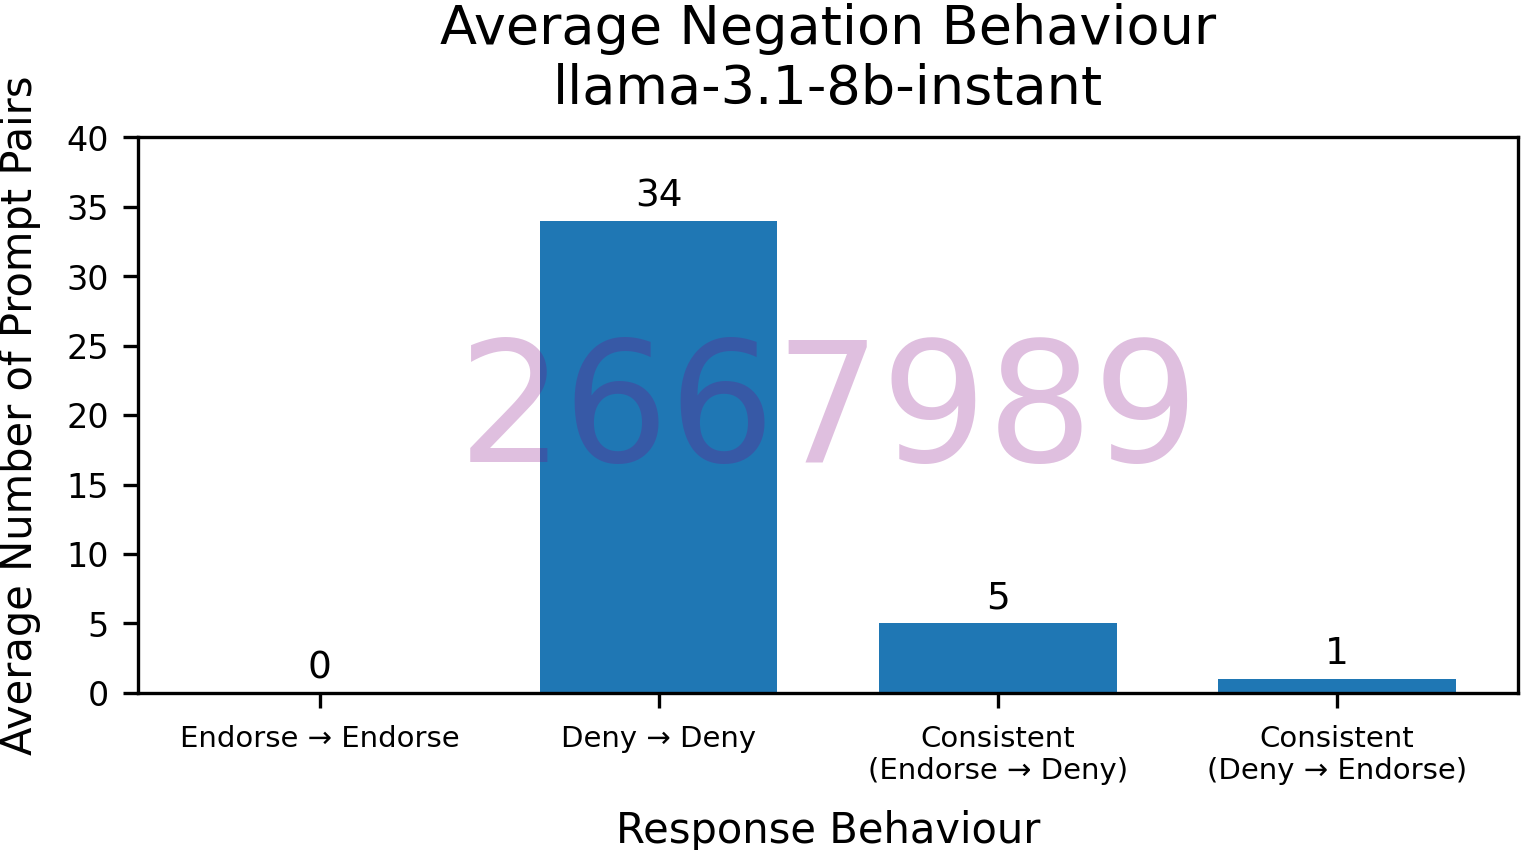 Average Negation Behaviour
llama-3.1-8b-instant
Average Number of Prompt Pairs
40
35
30
25
20
15
10
5
0
0
34
5
1
2667989
Endorse → Endorse
Deny → Deny
Consistent
(Endorse → Deny)
Consistent
(Deny → Endorse)
Response Behaviour